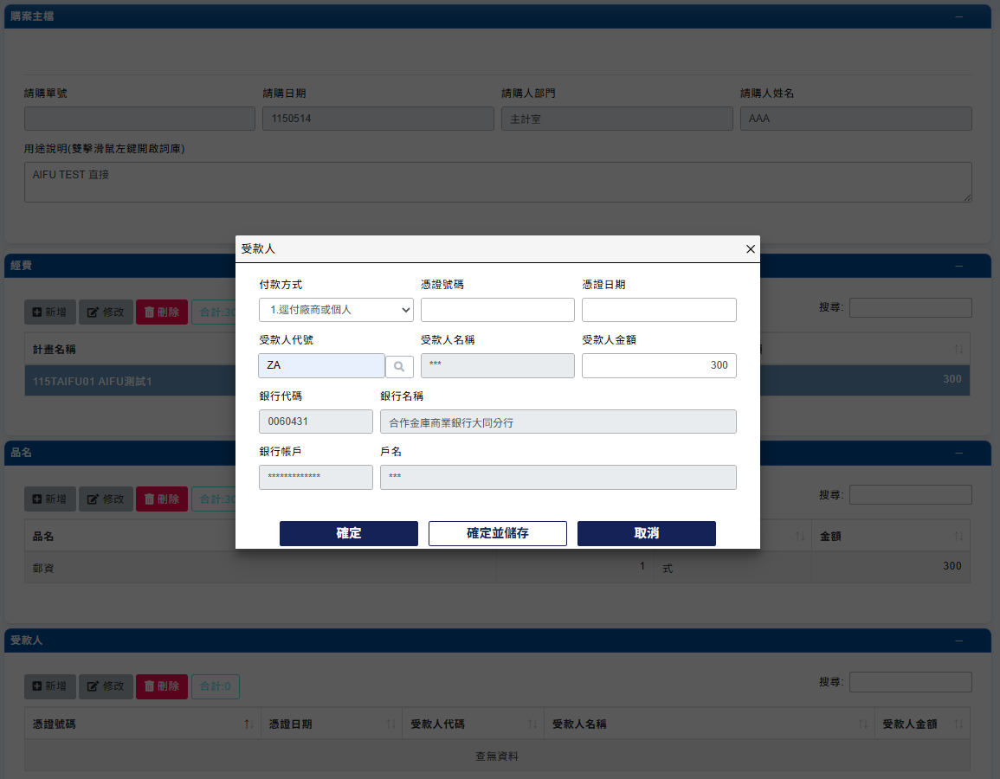 購案主檔
請購單號 請購日期 請購人部門 請購人姓名
1150514 主計室 AAA
用途說明(雙擊滑鼠左鍵開啟詞庫)
AIFU TEST 直接
經費
新增 修改 刪除 合計:30
搜尋:
計畫名稱
115TAIFU01 AIFU測試1 300
受款人
付款方式 憑證號碼 憑證日期
1.逕付廠商或個人
受款人代號 受款人名稱 受款人金額
ZA *** 300
銀行代碼 銀行名稱
0060431 合作金庫商業銀行大同分行
銀行帳戶 戶名
************* ***
確定 確定並儲存 取消
品名
新增 修改 刪除 合計:30
搜尋:
品名 金額
郵資 1 式 300
受款人
新增 修改 刪除 合計:0
搜尋:
憑證號碼 憑證日期 受款人代碼 受款人名稱 受款人金額
查無資料